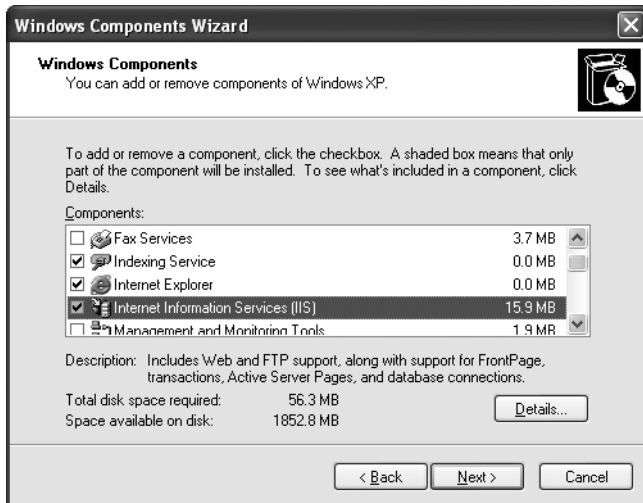 Windows Components Wizard
Windows Components
You can add or remove components of Windows XP.
To add or remove a component, click the checkbox. A shaded box means that only
part of the component will be installed. To see what's included in a component, click
Details.
Components:
Fax Services 3.7 MB
Indexing Service 0.0 MB
Internet Explorer 0.0 MB
Internet Information Services (IIS) 15.9 MB
Management and Monitoring Tools 1.9 MB
Description: Includes Web and FTP support, along with support for FrontPage,
transactions, Active Server Pages, and database connections.
Total disk space required: 56.3 MB
Space available on disk: 1852.8 MB
Details...
< Back Next > Cancel